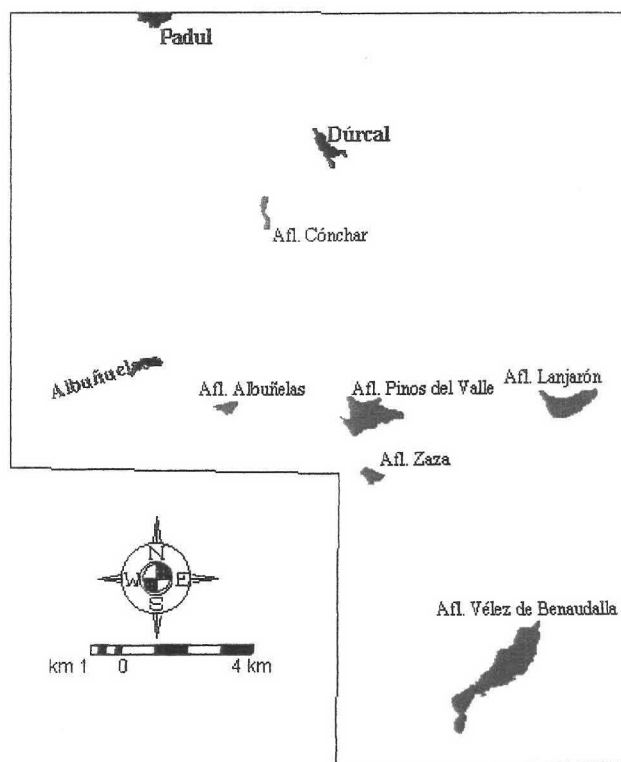 Padul
Dúrcal
Afl. Cónchar
Albuñuelas
Afl. Albuñelas
Afl. Pinos del Valle
Afl. Lanjarón
Afl. Zaza
N
W E
S
Afl. Vélez de Benaudalla
km 1 0 4 km